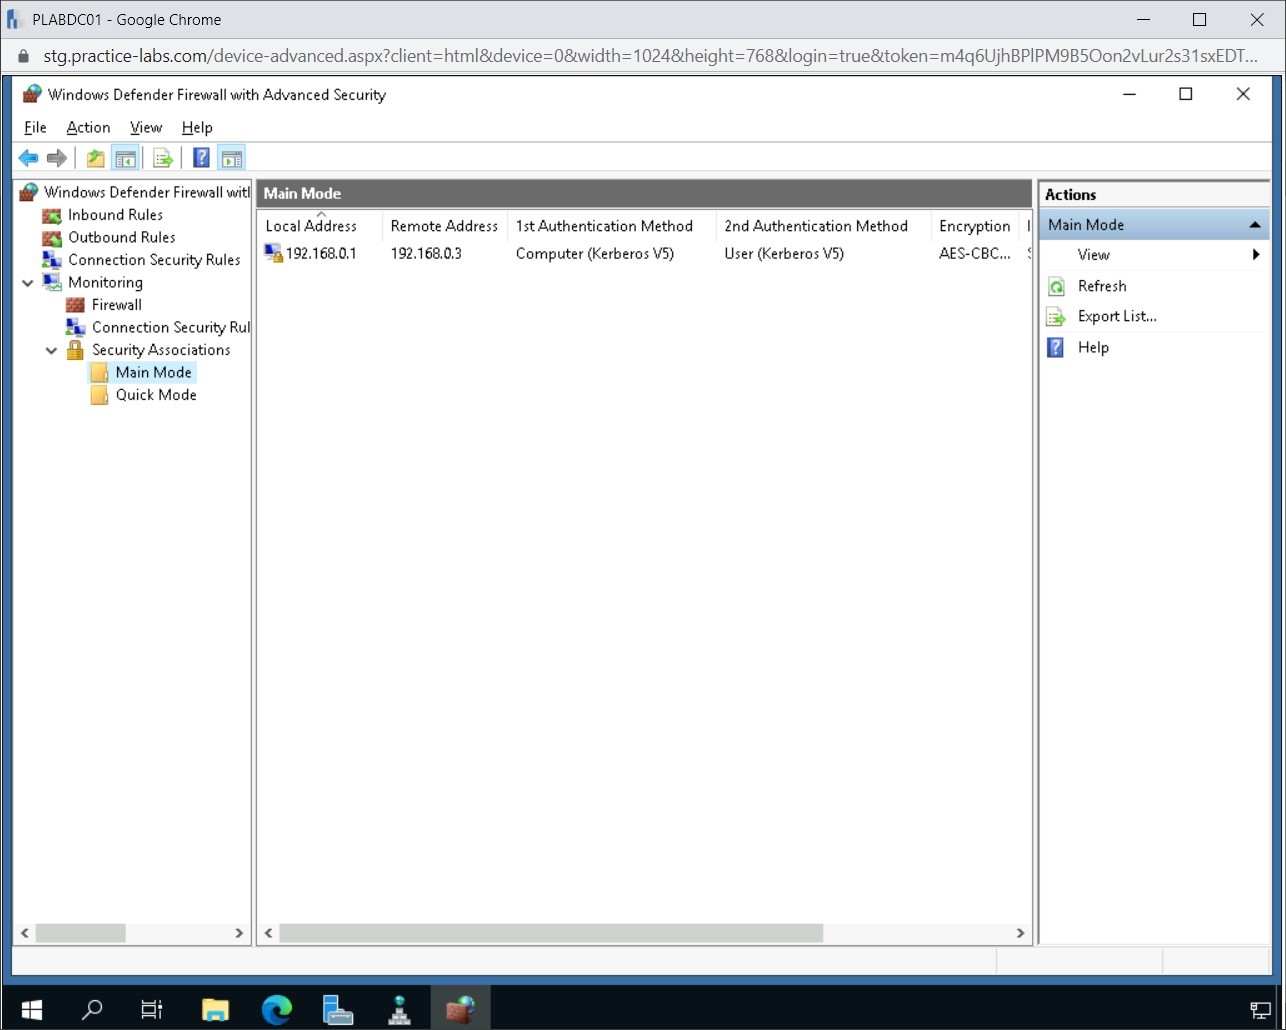 PLABDC01 - Google Chrome
stg.practice-labs.com/device-advanced.aspx?client=html&device=0&width=1024&height=768&login=true&token=m4q6UjhBPlPM9B5Oon2vLur2s31sxEDT...
Windows Defender Firewall with Advanced Security
File Action View Help
Windows Defender Firewall witl
Inbound Rules
Outbound Rules
Connection Security Rules
Monitoring
Firewall
Connection Security Rul
Security Associations
Main Mode
Quick Mode
Main Mode
Local Address Remote Address 1st Authentication Method 2nd Authentication Method Encryption
192.168.0.1 192.168.0.3 Computer (Kerberos V5) User (Kerberos V5) AES-CBC...
Actions
Main Mode
View
Refresh
Export List...
Help